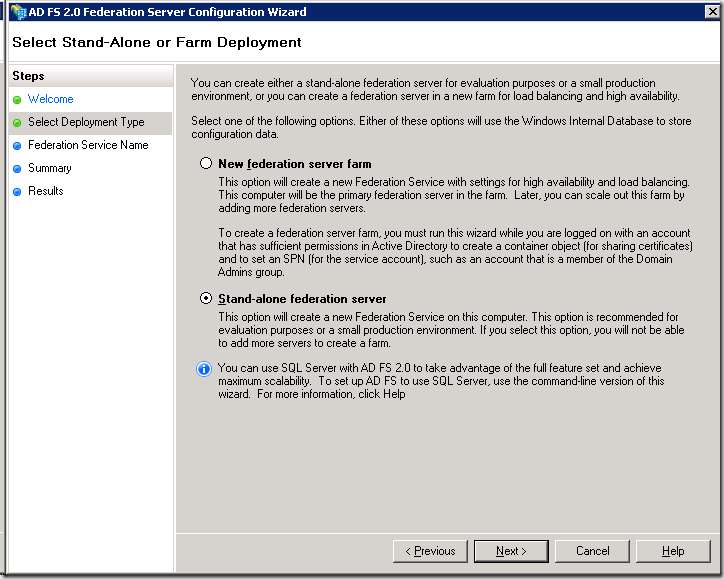 AD FS 2.0 Federation Server Configuration Wizard
Select Stand-Alone or Farm Deployment
Steps
Welcome
Select Deployment Type
Federation Service Name
Summary
Results
You can create either a stand-alone federation server for evaluation purposes or a small production
environment, or you can create a federation server in a new farm for load balancing and high availability.
Select one of the following options. Either of these options will use the Windows Internal Database to store
configuration data.
New federation server farm
This option will create a new Federation Service with settings for high availability and load balancing.
This computer will be the primary federation server in the farm. Later, you can scale out this farm by
adding more federation servers.
To create a federation server farm, you must run this wizard while you are logged on with an account
that has sufficient permissions in Active Directory to create a container object (for sharing certificates)
and to set an SPN (for the service account), such as an account that is a member of the Domain
Admins group.
Stand-alone federation server
This option will create a new Federation Service on this computer. This option is recommended for
evaluation purposes or a small production environment. If you select this option, you will not be able
to add more servers to create a farm.
You can use SQL Server with AD FS 2.0 to take advantage of the full feature set and achieve
maximum scalability. To set up AD FS to use SQL Server, use the command-line version of this
wizard. For more information, click Help
< Previous
Next >
Cancel
Help